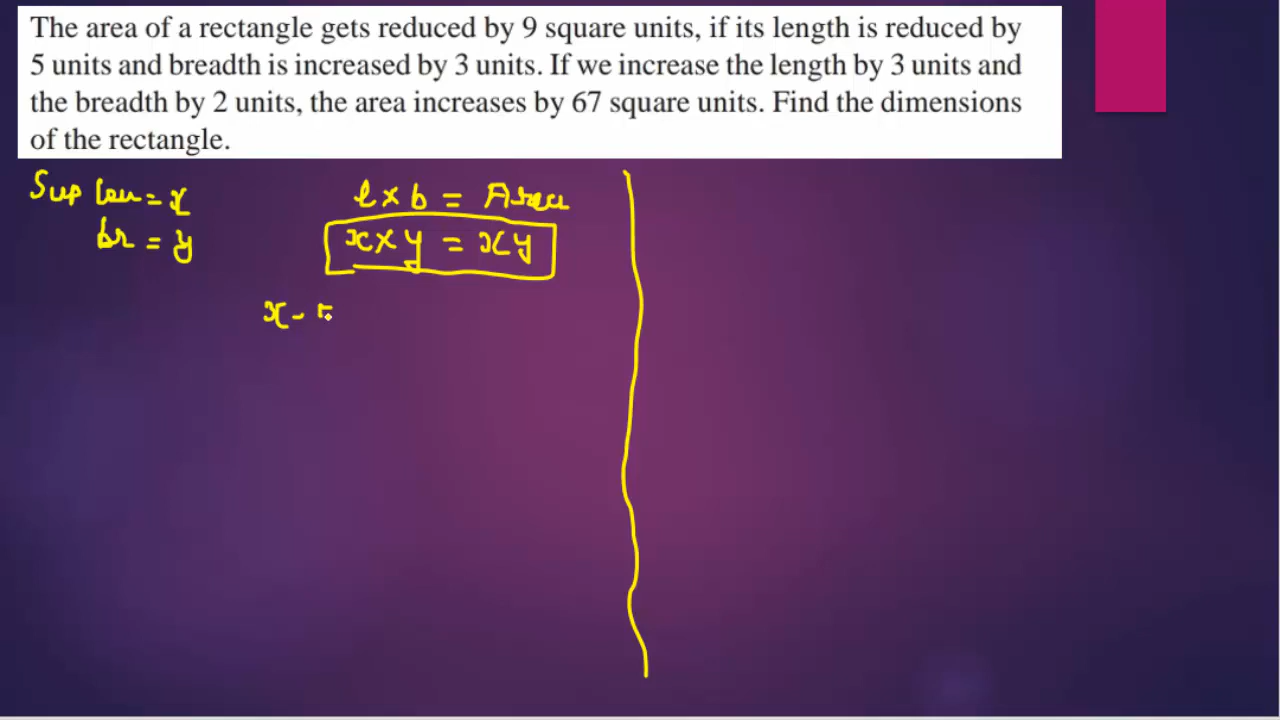 The area of a rectangle gets reduced by 9 square units, if its length is reduced by
5 units and breadth is increased by 3 units. If we increase the length by 3 units and
the breadth by 2 units, the area increases by 67 square units. Find the dimensions
of the rectangle.
Sup len = x
br = y
l × b = Area
x × y = xy
x - 5